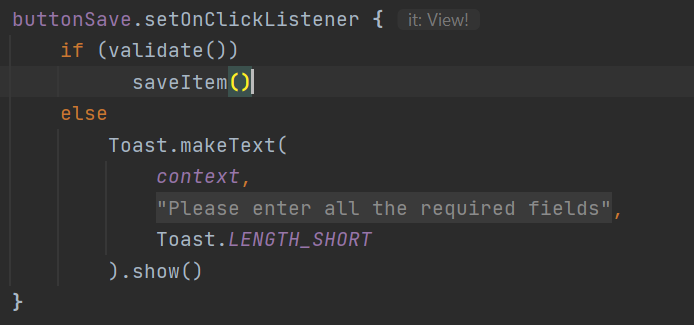 buttonSave.setOnClickListener { it: View!
if (validate())
saveItem()
else
Toast.makeText(
context,
"Please enter all the required fields",
Toast.LENGTH_SHORT
).show()
}